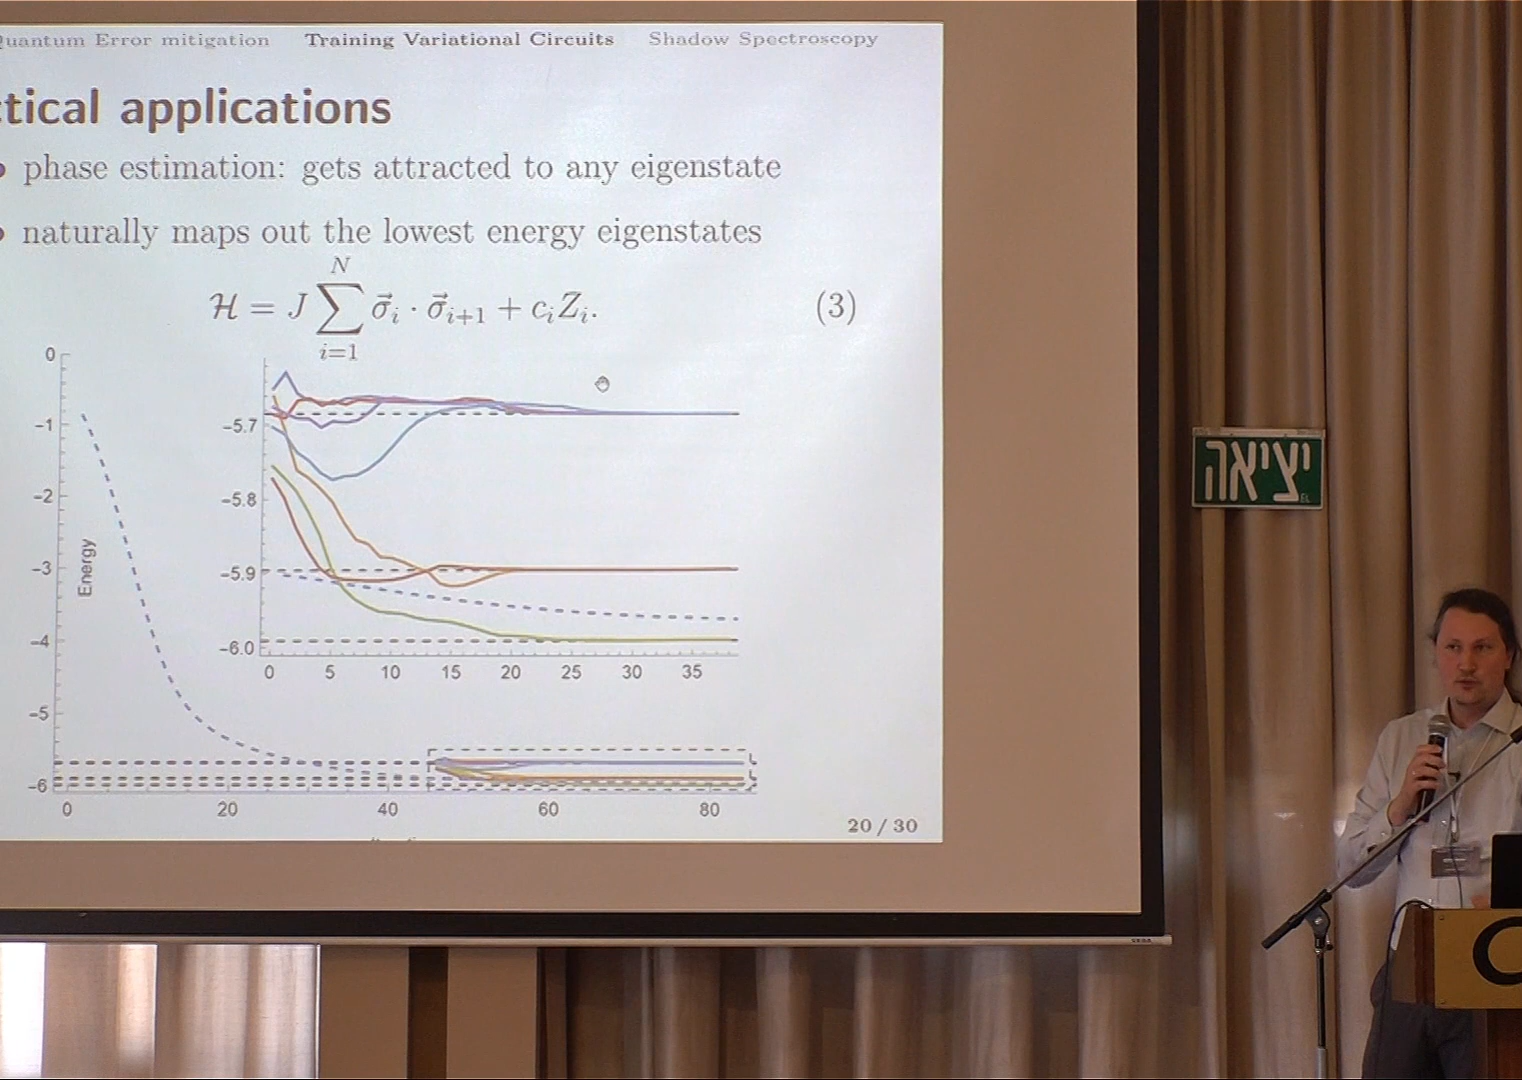 Quantum Error mitigation Training Variational Circuits Shadow Spectroscopy
ctical applications
phase estimation: gets attracted to any eigenstate
naturally maps out the lowest energy eigenstates
N
ℋ = J ∑ σ⃗ᵢ · σ⃗ᵢ₊₁ + cᵢZᵢ. (3)
i=1
0
−1
−2
−3
−4
−5
−6
Energy
−5.7
−5.8
−5.9
−6.0
0 5 10 15 20 25 30 35
0 20 40 60 80
20 / 30
יציאה
EL